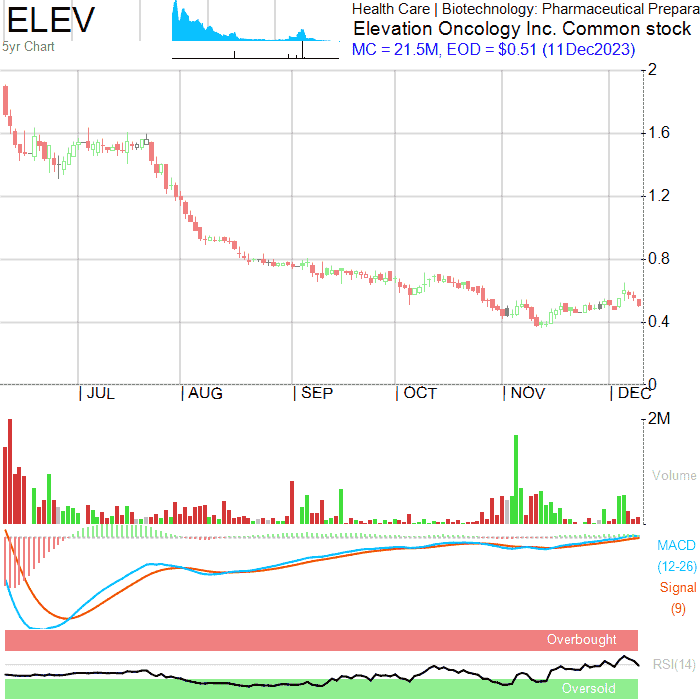 ELEV
5yr Chart
Health Care | Biotechnology: Pharmaceutical Prepara
Elevation Oncology Inc. Common stock
MC = 21.5M, EOD = $0.51 (11Dec2023)
2
1.6
1.2
0.8
0.4
0
JUL AUG SEP OCT NOV DEC
2M
Volume
MACD
(12-26)
Signal
(9)
Overbought
RSI(14)
Oversold